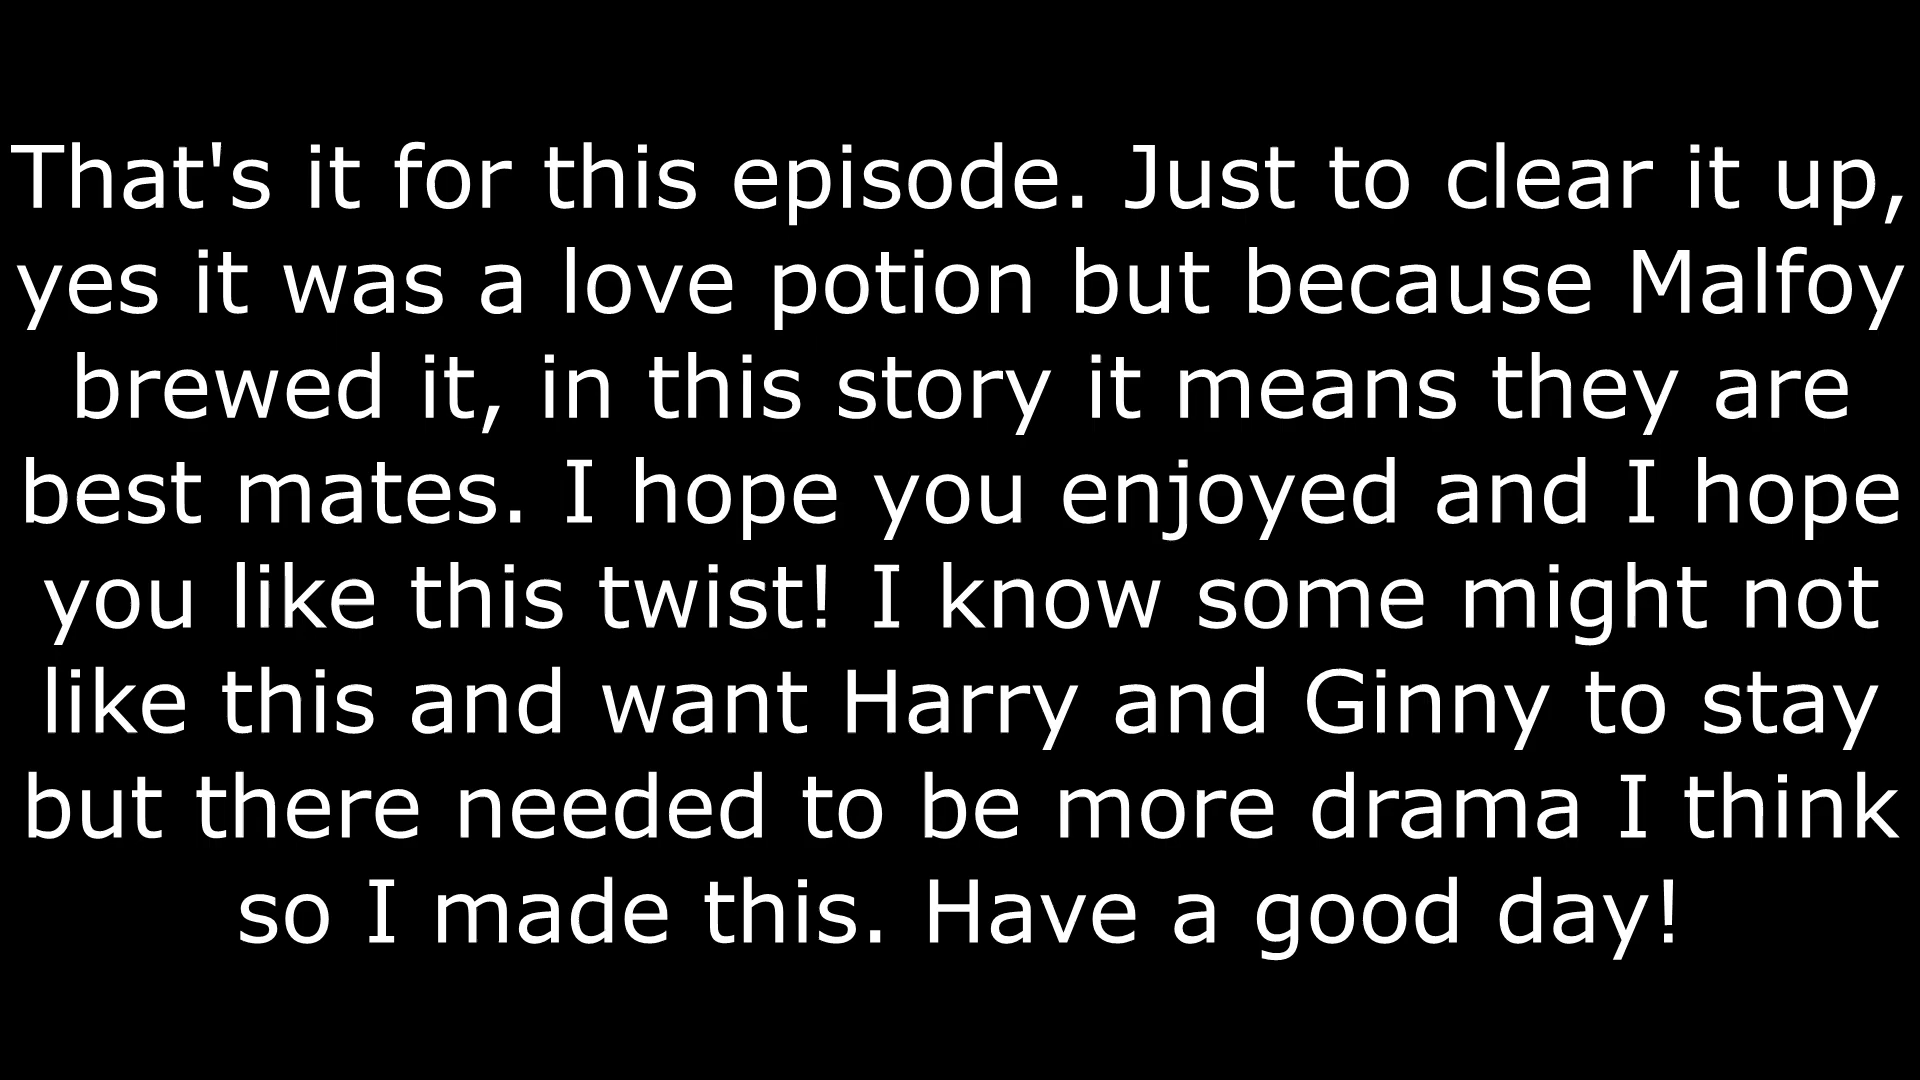 That's it for this episode. Just to clear it up,
yes it was a love potion but because Malfoy
brewed it, in this story it means they are
best mates. I hope you enjoyed and I hope
you like this twist! I know some might not
like this and want Harry and Ginny to stay
but there needed to be more drama I think
so I made this. Have a good day!